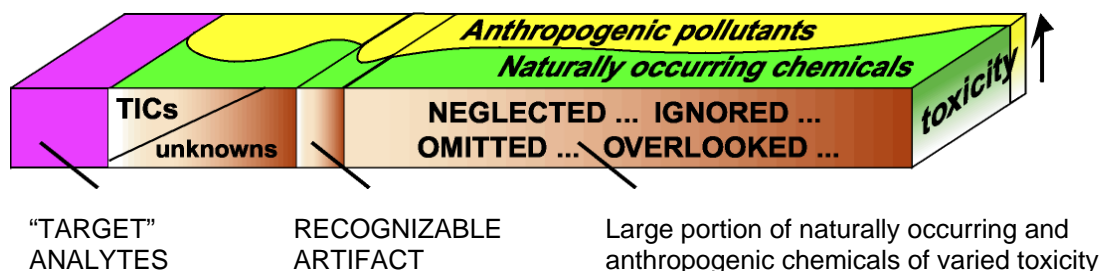 Anthropogenic pollutants
Naturally occurring chemicals
toxicity
TICs
unknowns
NEGLECTED ... IGNORED ...
OMITTED ... OVERLOOKED ...
“TARGET”
ANALYTES
RECOGNIZABLE
ARTIFACT
Large portion of naturally occurring and
anthropogenic chemicals of varied toxicity